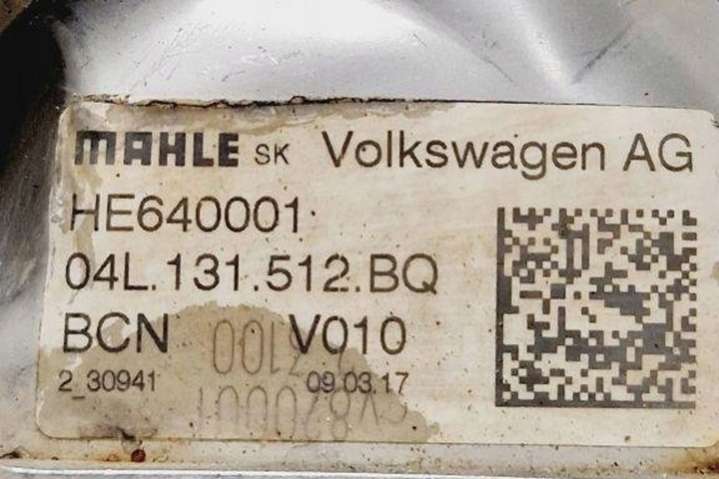 MAHLE SK Volkswagen AG
HE640001
04L.131.512.BQ
BCN V010
2_30941 09.03.17